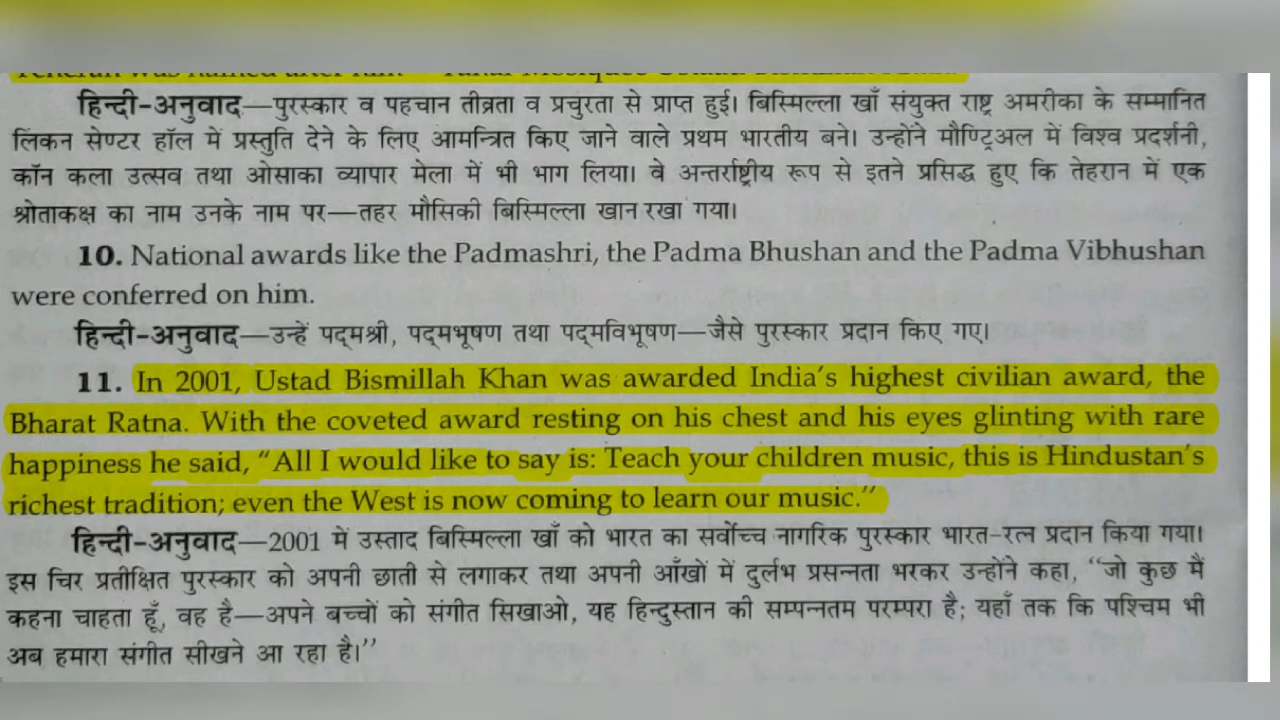 हिन्दी-अनुवाद—पुरस्कार व पहचान तीव्रता व प्रचुरता से प्राप्त हुई। बिस्मिल्ला खाँ संयुक्त राष्ट्र अमरीका के सम्मानित
लिंकन सेण्टर हॉल में प्रस्तुति देने के लिए आमन्त्रित किए जाने वाले प्रथम भारतीय बने। उन्होंने मौण्ट्रिअल में विश्व प्रदर्शनी,
कॉन कला उत्सव तथा ओसाका व्यापार मेला में भी भाग लिया। वे अन्तर्राष्ट्रीय रूप से इतने प्रसिद्ध हुए कि तेहरान में एक
श्रोताकक्ष का नाम उनके नाम पर—तहर मौसिकी बिस्मिल्ला खान रखा गया।
10. National awards like the Padmashri, the Padma Bhushan and the Padma Vibhushan
were conferred on him.
हिन्दी-अनुवाद—उन्हें पद्मश्री, पद्मभूषण तथा पद्मविभूषण—जैसे पुरस्कार प्रदान किए गए।
11. In 2001, Ustad Bismillah Khan was awarded India's highest civilian award, the
Bharat Ratna. With the coveted award resting on his chest and his eyes glinting with rare
happiness he said, “All I would like to say is: Teach your children music, this is Hindustan's
richest tradition; even the West is now coming to learn our music.”
हिन्दी-अनुवाद—2001 में उस्ताद बिस्मिल्ला खाँ को भारत का सर्वोच्च नागरिक पुरस्कार भारत-रत्न प्रदान किया गया।
इस चिर प्रतीक्षित पुरस्कार को अपनी छाती से लगाकर तथा अपनी आँखों में दुर्लभ प्रसन्नता भरकर उन्होंने कहा, “जो कुछ मैं
कहना चाहता हूँ, वह है—अपने बच्चों को संगीत सिखाओ, यह हिन्दुस्तान की सम्पन्नतम परम्परा है; यहाँ तक कि पश्चिम भी
अब हमारा संगीत सीखने आ रहा है।”